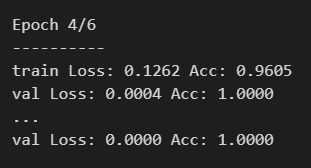 Epoch 4/6
----------
train Loss: 0.1262 Acc: 0.9605
val Loss: 0.0004 Acc: 1.0000
...
val Loss: 0.0000 Acc: 1.0000